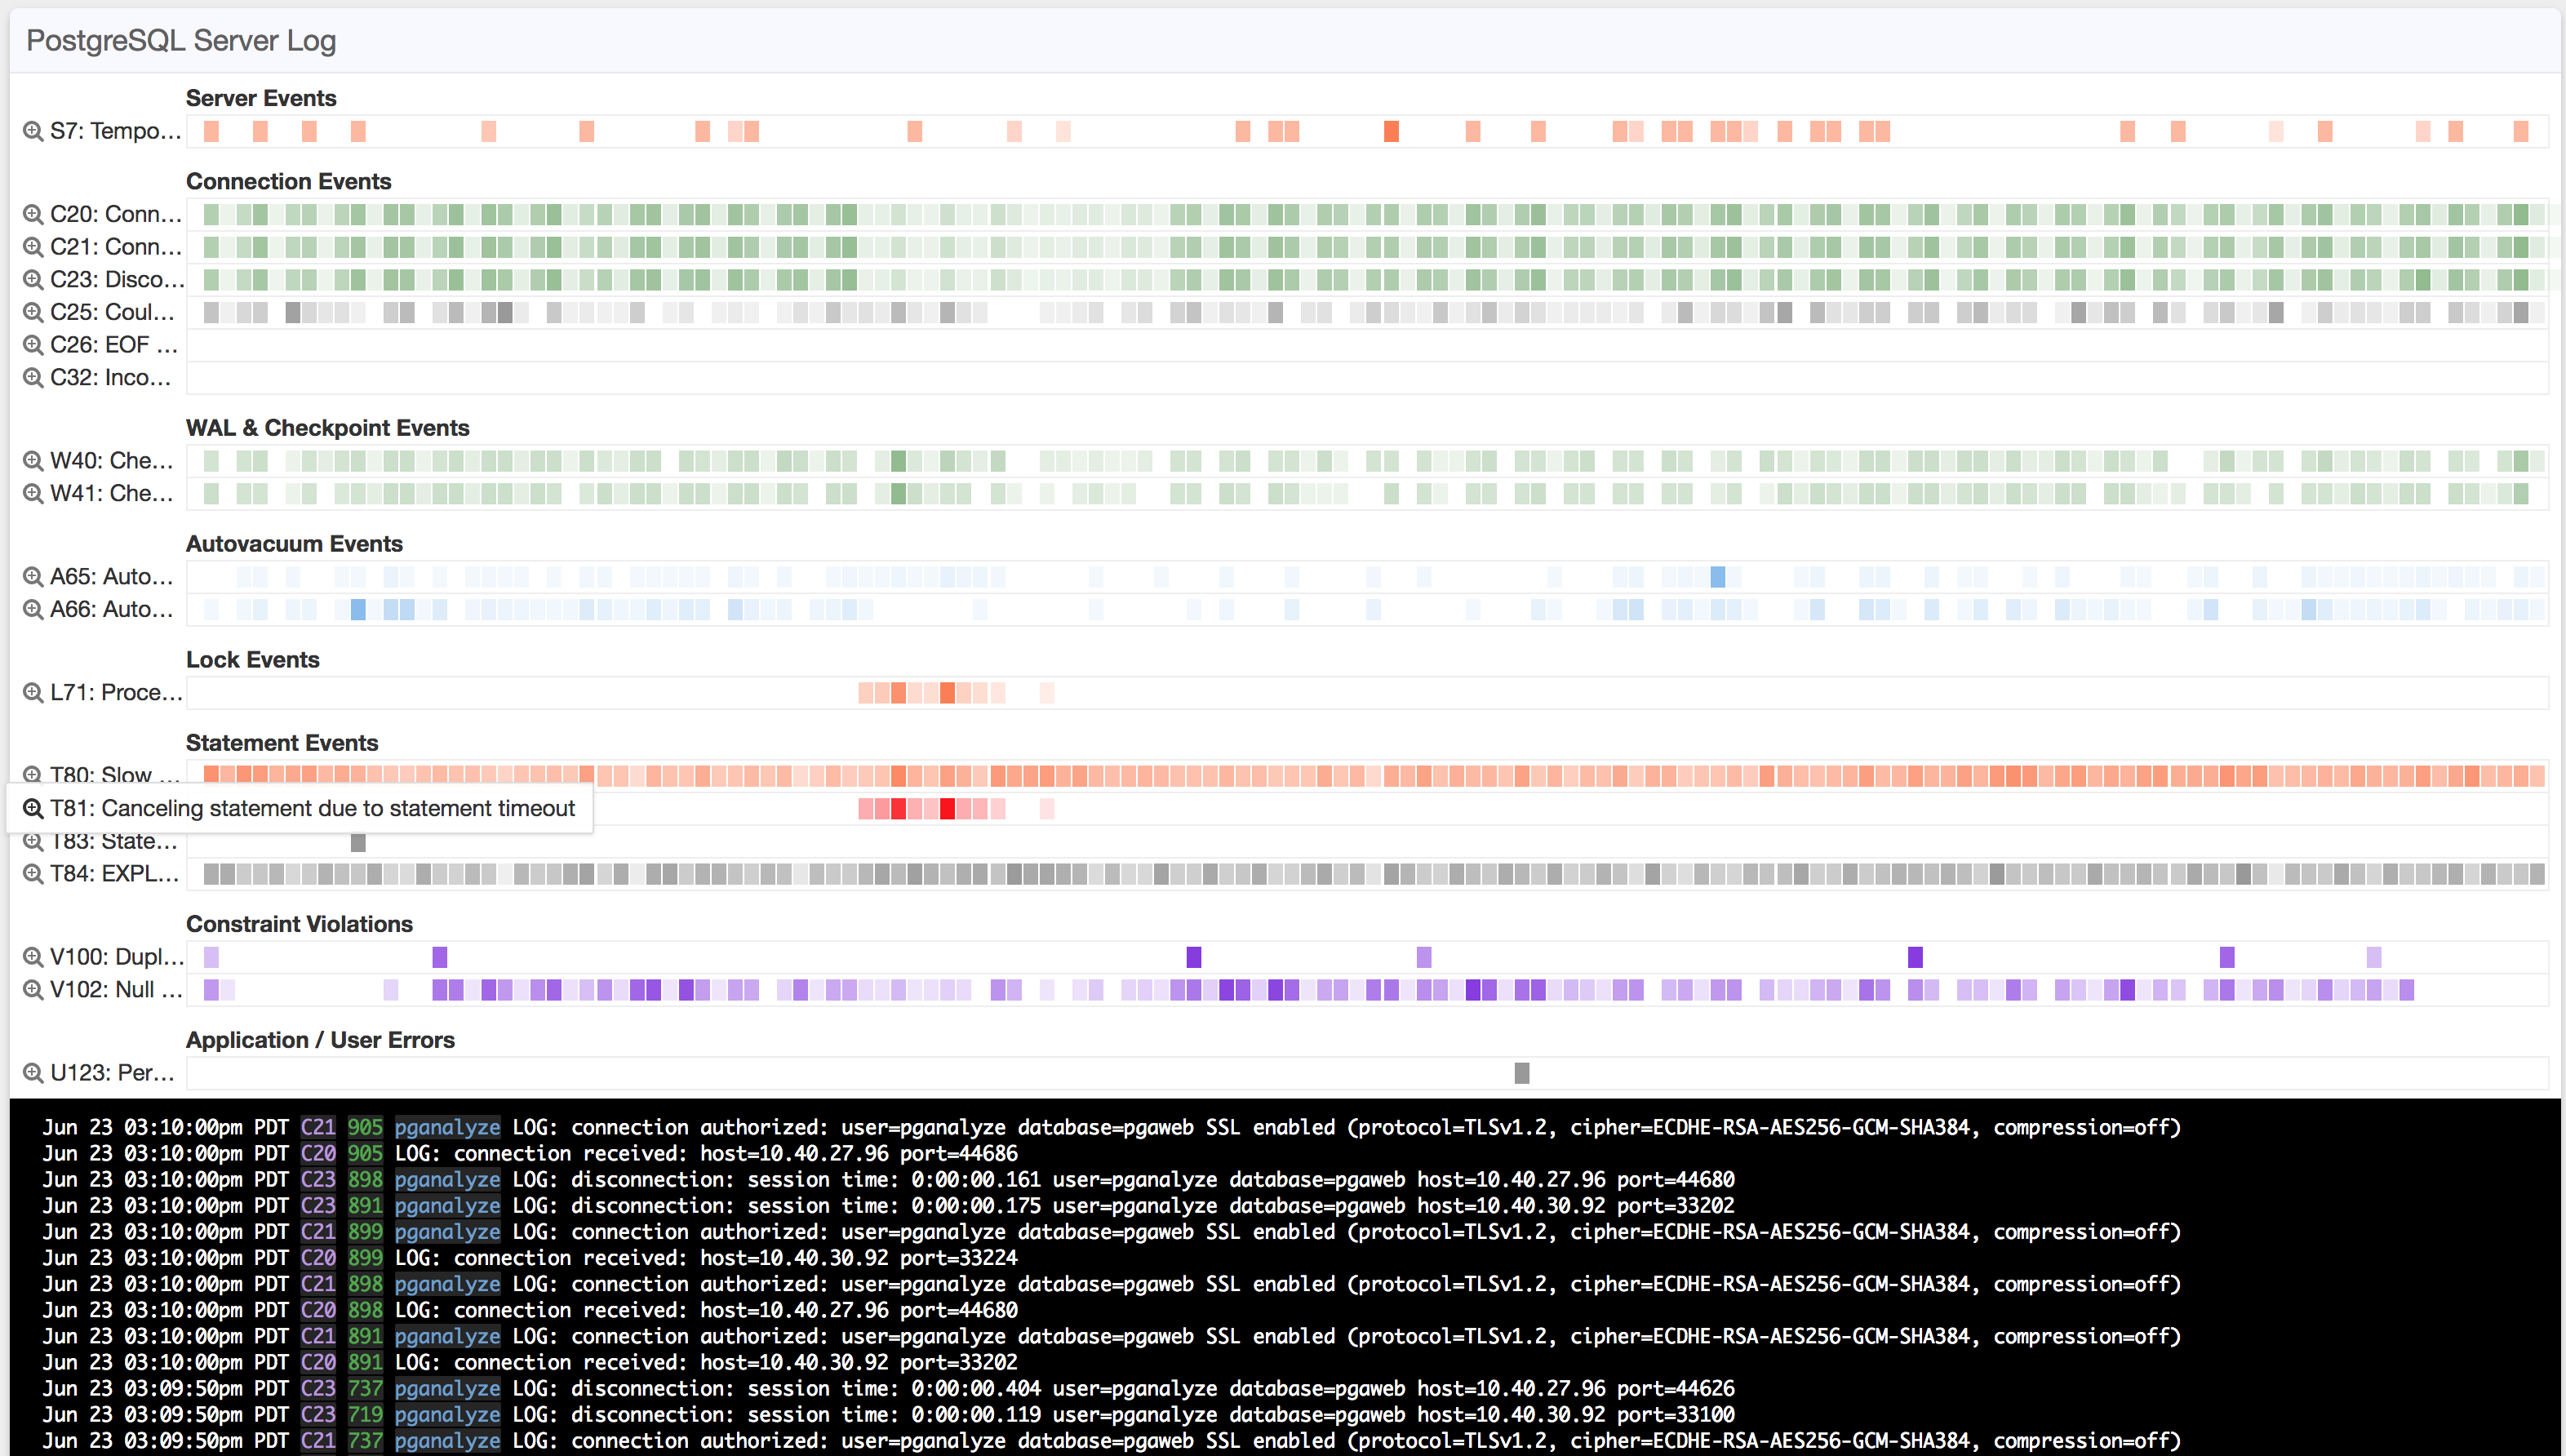 PostgreSQL Server Log
Server Events
S7: Tempo...
Connection Events
C20: Conn...
C21: Conn...
C23: Disco...
C25: Coul...
C26: EOF ...
C32: Inco...
WAL & Checkpoint Events
W40: Che...
W41: Che...
Autovacuum Events
A65: Auto...
A66: Auto...
Lock Events
L71: Proce...
Statement Events
T80: Slow ...
T81: Canceling statement due to statement timeout
T83: State...
T84: EXPL...
Constraint Violations
V100: Dupl...
V102: Null ...
Application / User Errors
U123: Per...
Jun 23 03:10:00pm PDT C21 905 pganalyze LOG: connection authorized: user=pganalyze database=pgaweb SSL enabled (protocol=TLSv1.2, cipher=ECDHE-RSA-AES256-GCM-SHA384, compression=off)
Jun 23 03:10:00pm PDT C20 905 LOG: connection received: host=10.40.27.96 port=44686
Jun 23 03:10:00pm PDT C23 898 pganalyze LOG: disconnection: session time: 0:00:00.161 user=pganalyze database=pgaweb host=10.40.27.96 port=44680
Jun 23 03:10:00pm PDT C23 891 pganalyze LOG: disconnection: session time: 0:00:00.175 user=pganalyze database=pgaweb host=10.40.30.92 port=33202
Jun 23 03:10:00pm PDT C21 899 pganalyze LOG: connection authorized: user=pganalyze database=pgaweb SSL enabled (protocol=TLSv1.2, cipher=ECDHE-RSA-AES256-GCM-SHA384, compression=off)
Jun 23 03:10:00pm PDT C20 899 LOG: connection received: host=10.40.30.92 port=33224
Jun 23 03:10:00pm PDT C21 898 pganalyze LOG: connection authorized: user=pganalyze database=pgaweb SSL enabled (protocol=TLSv1.2, cipher=ECDHE-RSA-AES256-GCM-SHA384, compression=off)
Jun 23 03:10:00pm PDT C20 898 LOG: connection received: host=10.40.27.96 port=44680
Jun 23 03:10:00pm PDT C21 891 pganalyze LOG: connection authorized: user=pganalyze database=pgaweb SSL enabled (protocol=TLSv1.2, cipher=ECDHE-RSA-AES256-GCM-SHA384, compression=off)
Jun 23 03:10:00pm PDT C20 891 LOG: connection received: host=10.40.30.92 port=33202
Jun 23 03:09:50pm PDT C23 737 pganalyze LOG: disconnection: session time: 0:00:00.404 user=pganalyze database=pgaweb host=10.40.27.96 port=44626
Jun 23 03:09:50pm PDT C23 719 pganalyze LOG: disconnection: session time: 0:00:00.119 user=pganalyze database=pgaweb host=10.40.30.92 port=33100
Jun 23 03:09:50pm PDT C21 737 pganalyze LOG: connection authorized: user=pganalyze database=pgaweb SSL enabled (protocol=TLSv1.2, cipher=ECDHE-RSA-AES256-GCM-SHA384, compression=off)